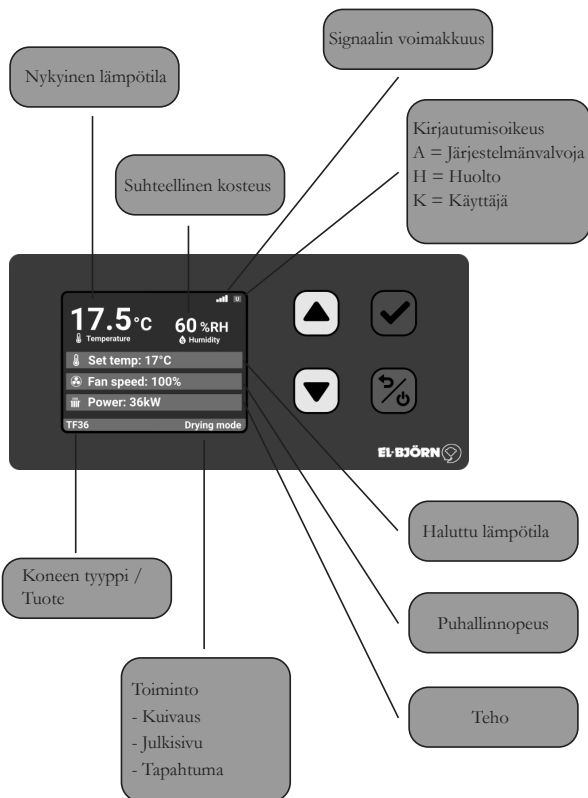 Signaalin voimakkuus
Nykyinen lämpötila
Kirjautumisoikeus
A = Järjestelmänvalvoja
H = Huolto
K = Käyttäjä
Suhteellinen kosteus
U
17.5°C
Temperature
60 %RH
Humidity
Set temp: 17°C
Fan speed: 100%
Power: 36kW
TF36
Drying mode
EL·BJÖRN
Haluttu lämpötila
Koneen tyyppi /
Tuote
Puhallinnopeus
Toiminto
- Kuivaus
- Julkisivu
- Tapahtuma
Teho